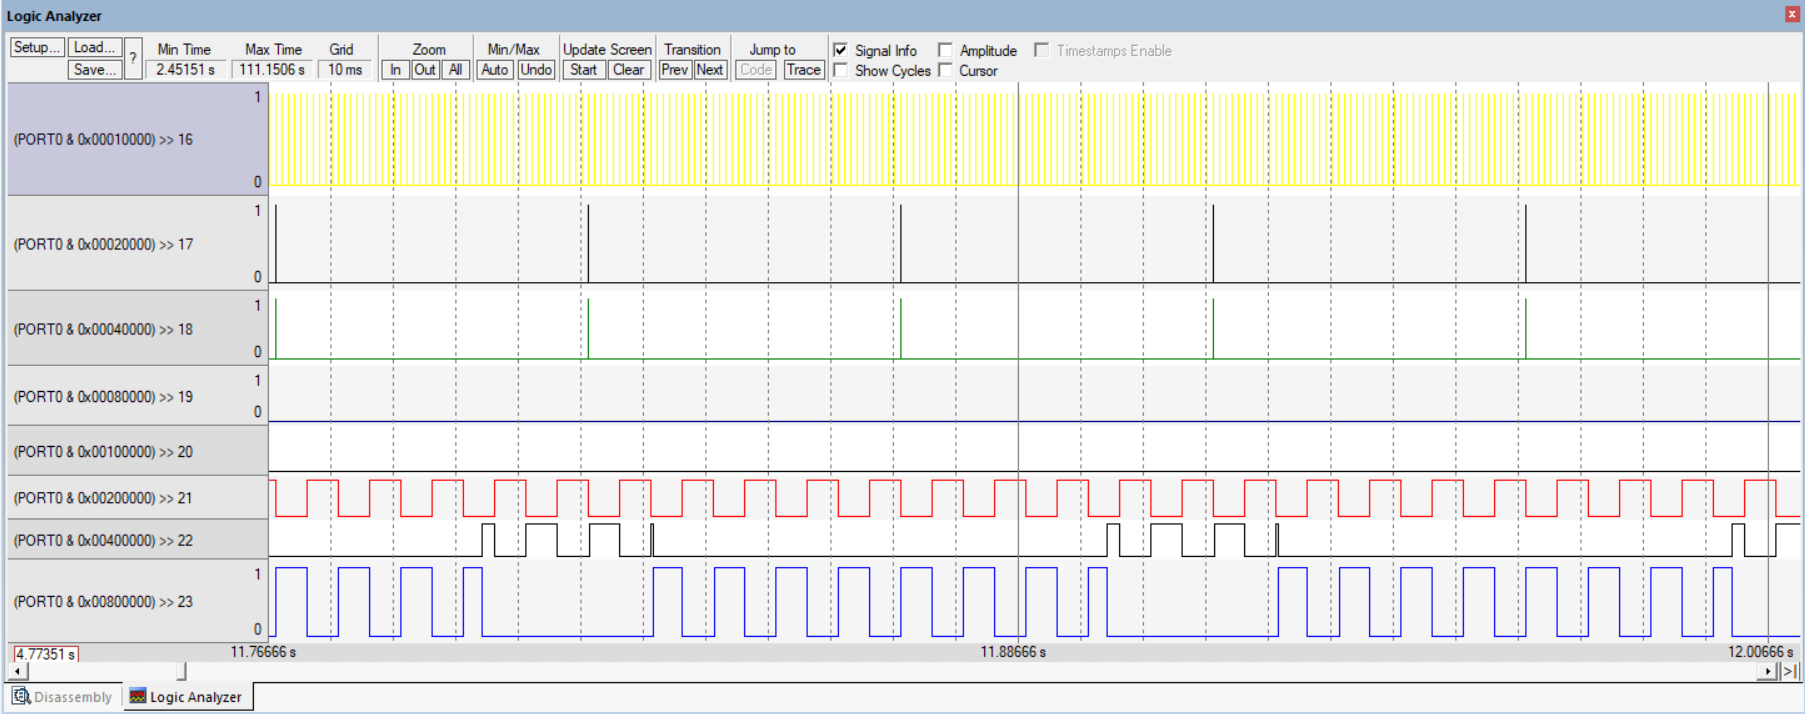 Logic Analyzer
Setup... Load... ? Min Time Max Time Grid Zoom Min/Max Update Screen Transition Jump to Signal Info Amplitude Timestamps Enable
Save... 2.45151 s 111.1506 s 10 ms In Out All Auto Undo Start Clear Prev Next Code Trace Show Cycles Cursor
1
(PORT0 & 0x00010000) >> 16
0
1
(PORT0 & 0x00020000) >> 17
0
1
(PORT0 & 0x00040000) >> 18
0
1
(PORT0 & 0x00080000) >> 19
0
(PORT0 & 0x00100000) >> 20
(PORT0 & 0x00200000) >> 21
(PORT0 & 0x00400000) >> 22
1
(PORT0 & 0x00800000) >> 23
0
4.77351 s 11.76666 s 11.88666 s 12.00666 s
Disassembly Logic Analyzer